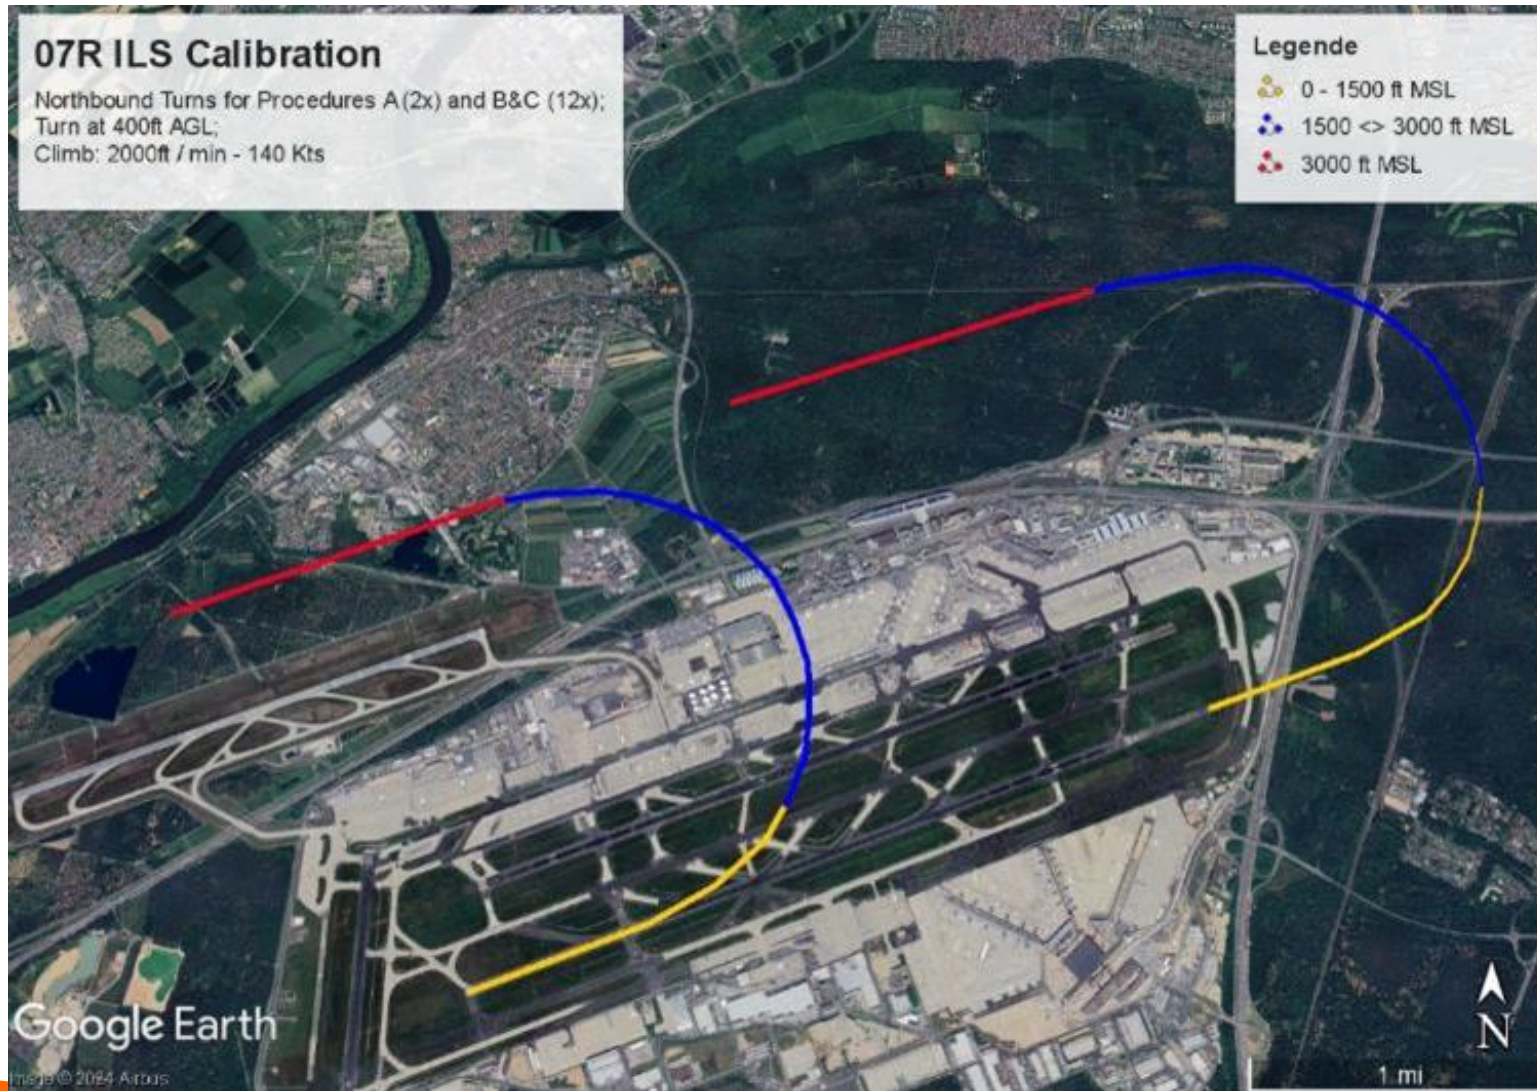 07R ILS Calibration
Northbound Turns for Procedures A (2x) and B&C (12x);
Turn at 400ft AGL;
Climb: 2000ft / min - 140 Kts
Legende
0 - 1500 ft MSL
1500 <> 3000 ft MSL
3000 ft MSL
Google Earth
Image © 2024 Airbus
N
1 mi